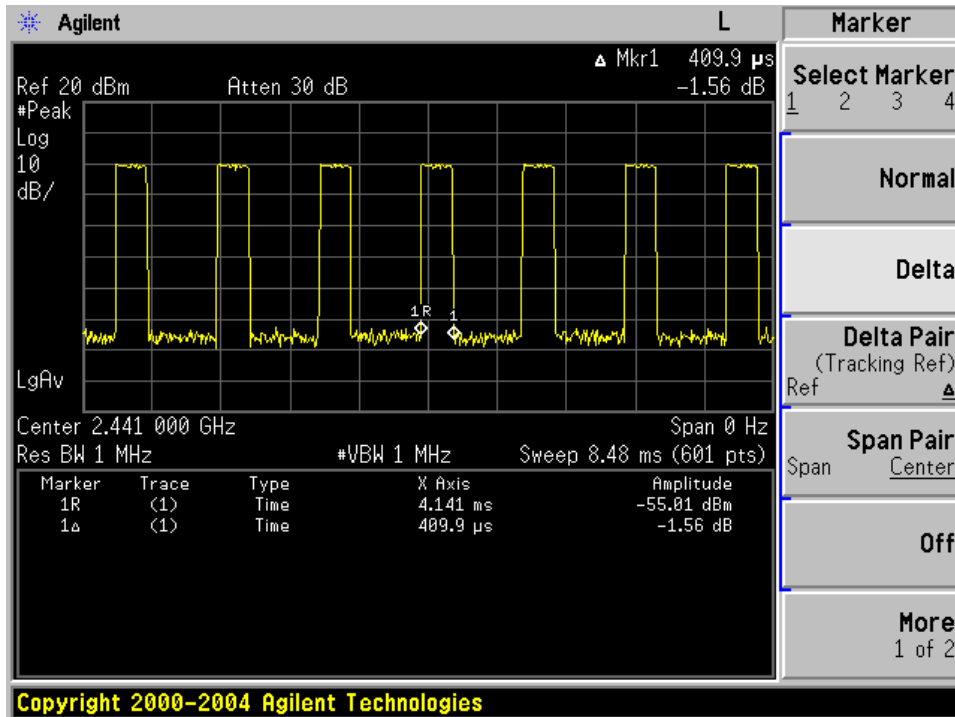 Agilent L
Δ Mkr1 409.9 µs
Ref 20 dBm Atten 30 dB −1.56 dB
#Peak
Log
10
dB/
1R 1
LgAv
Center 2.441 000 GHz Span 0 Hz
Res BW 1 MHz #VBW 1 MHz Sweep 8.48 ms (601 pts)
Marker Trace Type X Axis Amplitude
1R (1) Time 4.141 ms −55.01 dBm
1Δ (1) Time 409.9 µs −1.56 dB
Copyright 2000–2004 Agilent Technologies
Marker
Select Marker
1 2 3 4
Normal
Delta
Delta Pair
(Tracking Ref)
Ref Δ
Span Pair
Span Center
Off
More
1 of 2